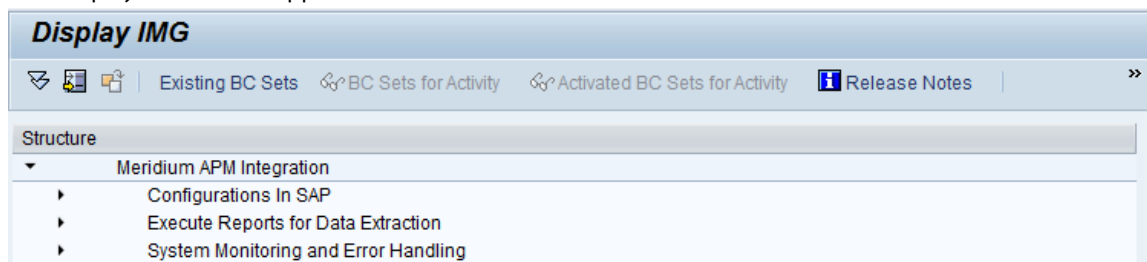 Display IMG
Existing BC Sets BC Sets for Activity Activated BC Sets for Activity Release Notes »
Structure
Meridium APM Integration
Configurations In SAP
Execute Reports for Data Extraction
System Monitoring and Error Handling